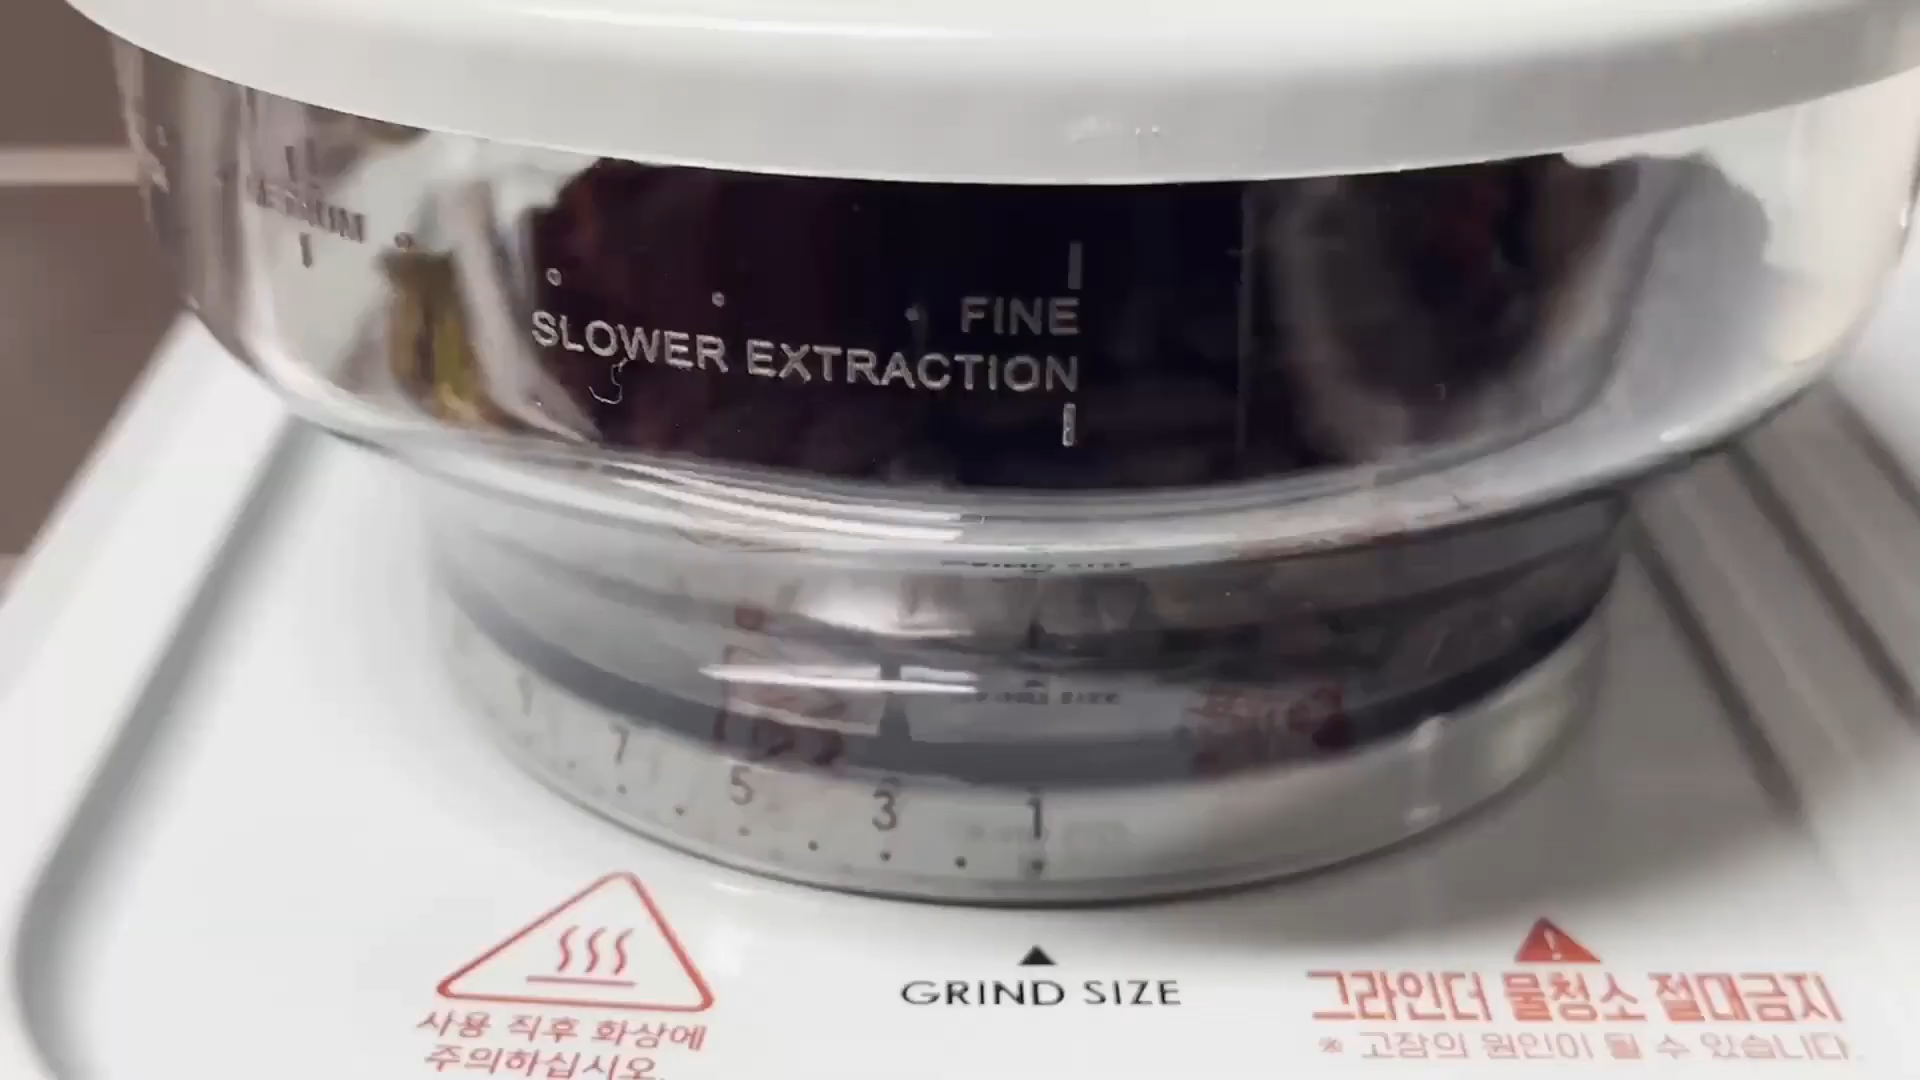 FINE
SLOWER EXTRACTION
9 7 5 3 1
GRIND SIZE
사용 직후 화상에
주의하십시오.
그라인더 물청소 절대금지
※ 고장의 원인이 될 수 있습니다.